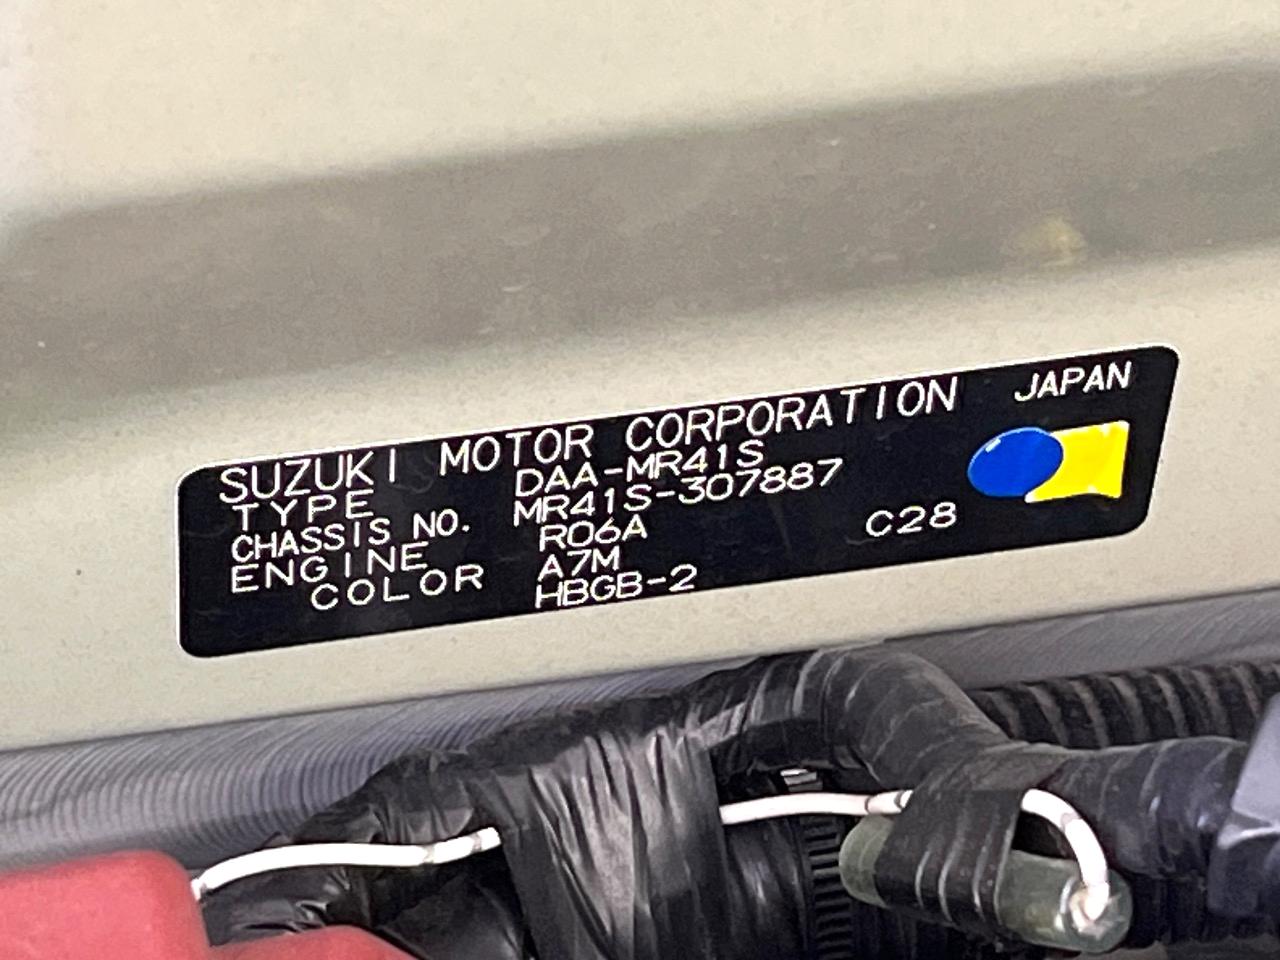 SUZUKI MOTOR CORPORATION JAPAN
TYPE DAA-MR41S
CHASSIS NO. MR41S-307887
ENGINE R06A C28
COLOR A7M
HBGB-2